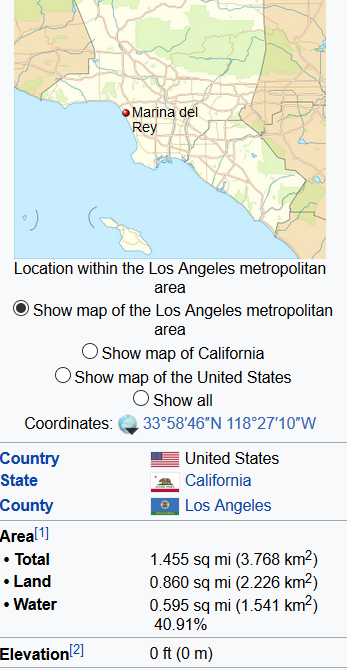 Marina del
Rey
Location within the Los Angeles metropolitan
area
Show map of the Los Angeles metropolitan
area
Show map of California
Show map of the United States
Show all
Coordinates: 33°58′46″N 118°27′10″W
Country United States
State California
County Los Angeles
Area[1]
• Total 1.455 sq mi (3.768 km2)
• Land 0.860 sq mi (2.226 km2)
• Water 0.595 sq mi (1.541 km2)
40.91%
Elevation[2] 0 ft (0 m)